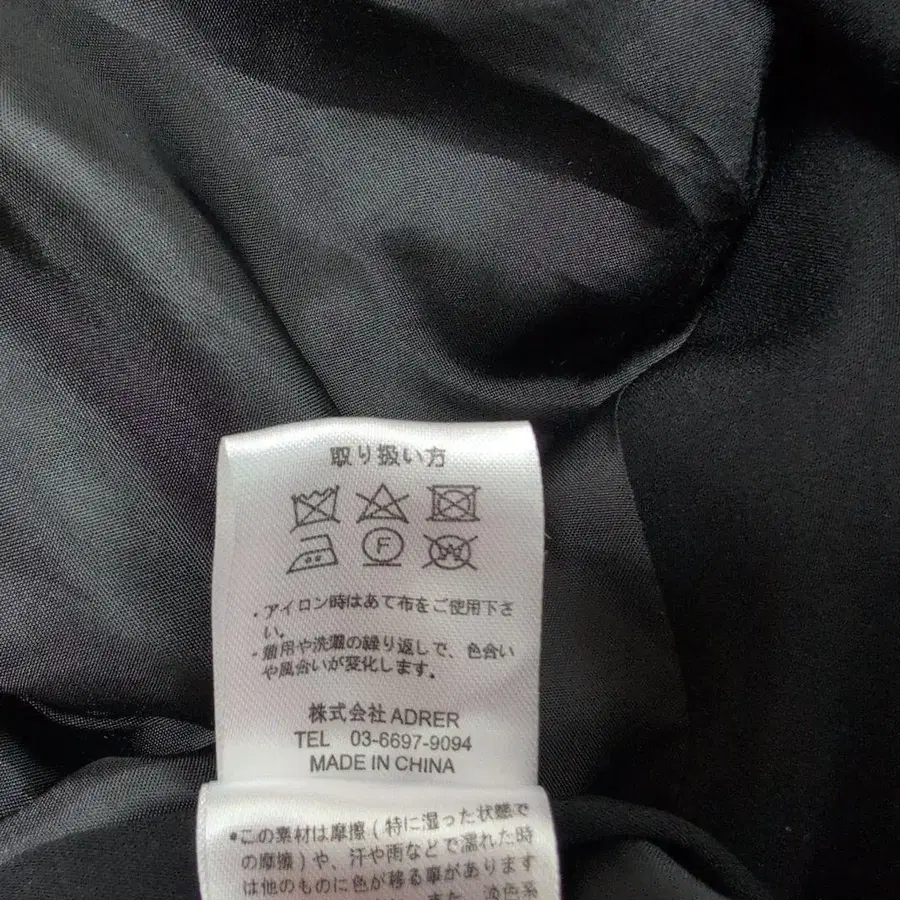 取り扱い方
F
W
・アイロン時はあて布をご使用下さ
い。
・着用や洗濯の繰り返しで、色合い
や風合いが変化します。
株式会社 ADRER
TEL 03-6697-9094
MADE IN CHINA
•この素材は摩擦(特に湿った状態で
の摩擦)や、汗や雨などで濡れた時
は他のものに色が移る事があります
また、淡色系